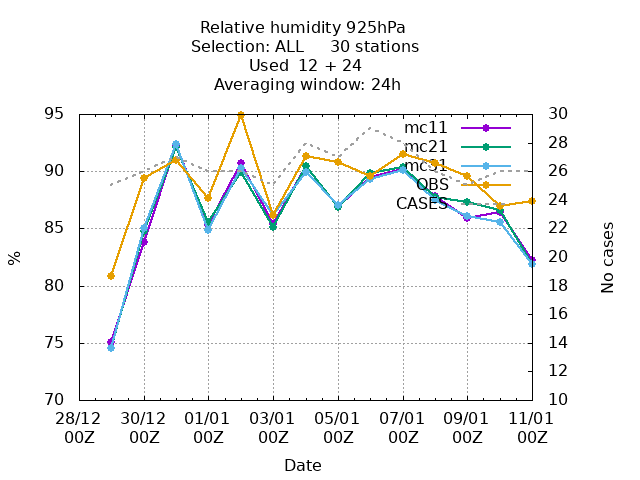 Relative humidity 925hPa
Selection: ALL 30 stations
Used 12 + 24
Averaging window: 24h
95
90
85
80
75
70
%
30
28
26
24
22
20
18
16
14
12
10
No cases
mc11
mc21
mc31
OBS
CASES
28/12 30/12 01/01 03/01 05/01 07/01 09/01 11/01
00Z 00Z 00Z 00Z 00Z 00Z 00Z 00Z
Date